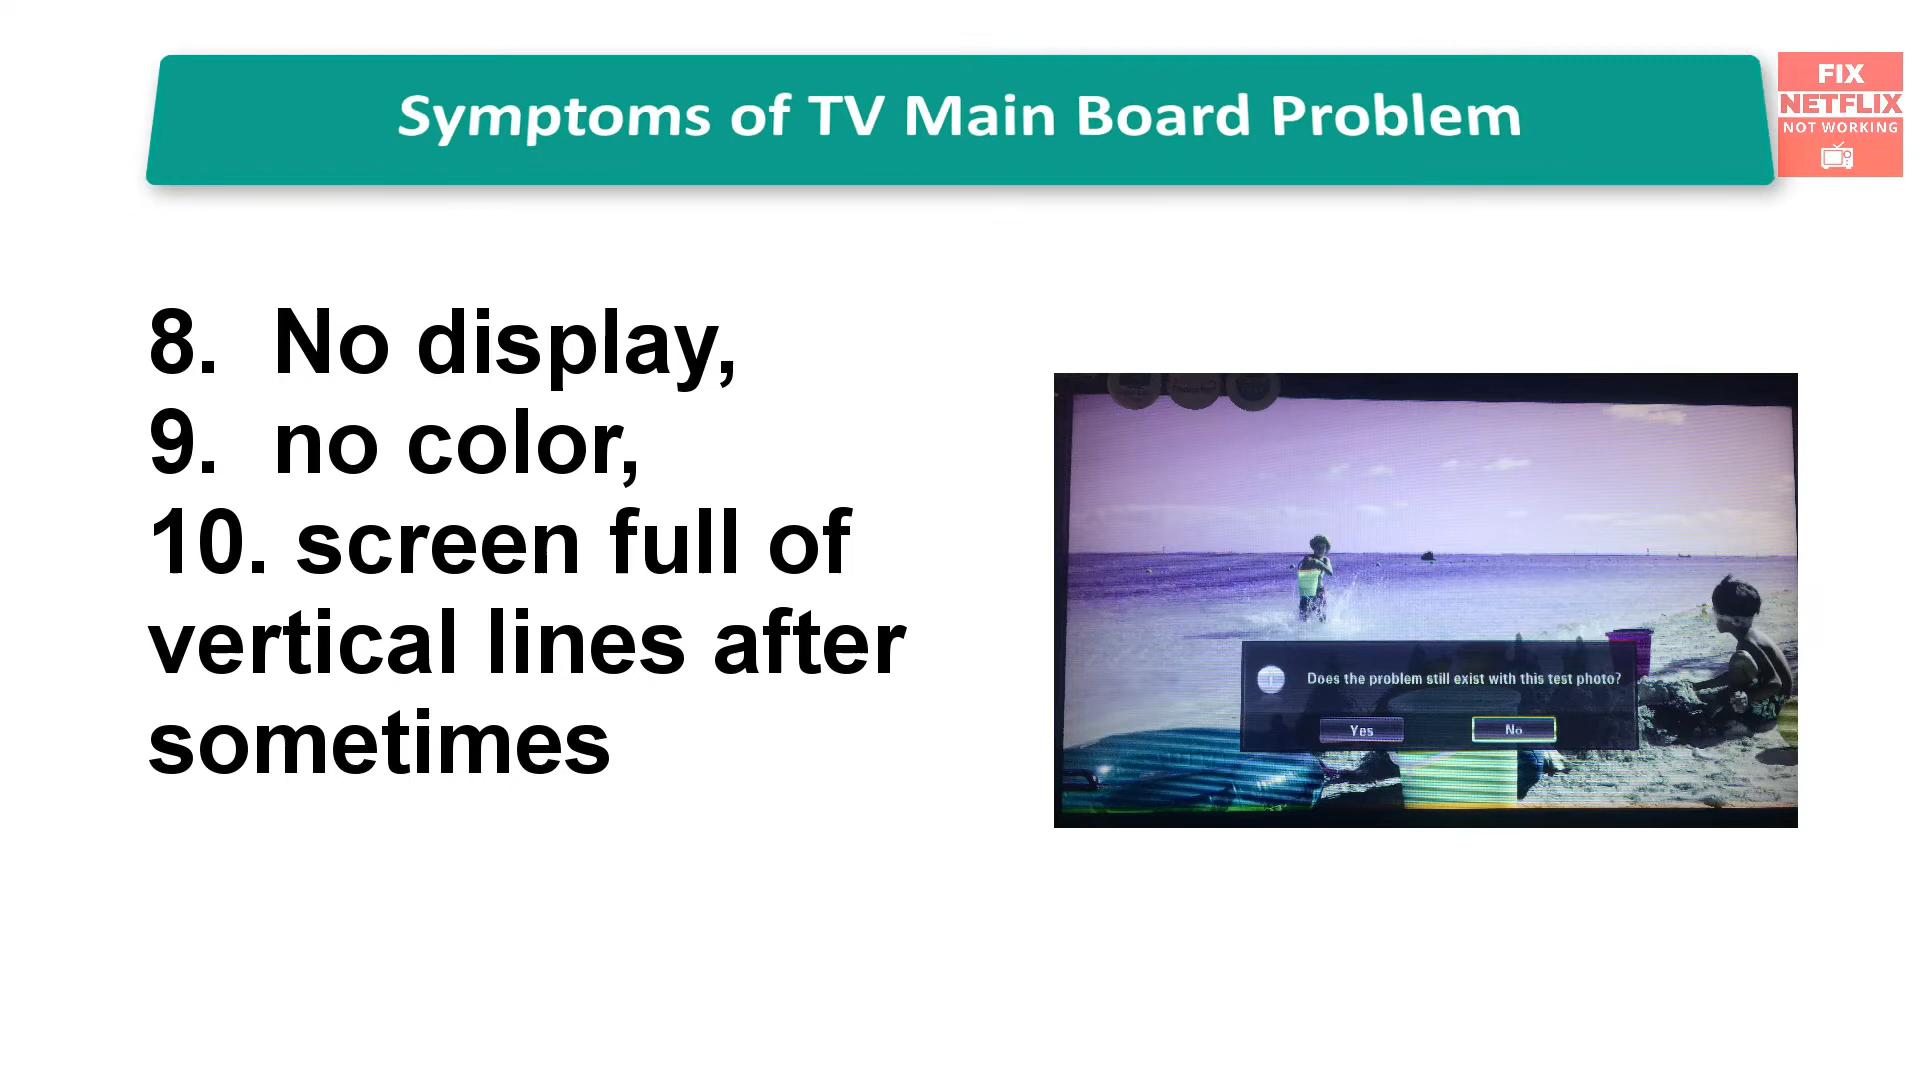 Symptoms of TV Main Board Problem
FIX
NETFLIX
NOT WORKING
8. No display,
9. no color,
10. screen full of
vertical lines after
sometimes
Does the problem still exist with this test photo?
Yes
No